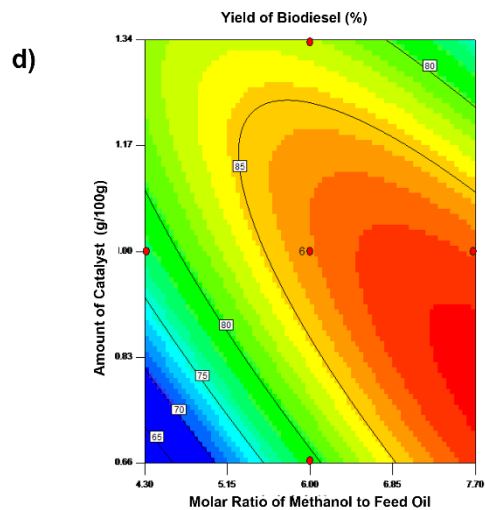 Yield of Biodiesel (%)
d)
1.34
80
1.17
85
Amount of Catalyst (g/100g)
1.00
6
80
0.83
75
70
65
0.66
4.30 5.15 6.00 6.85 7.70
Molar Ratio of Methanol to Feed Oil